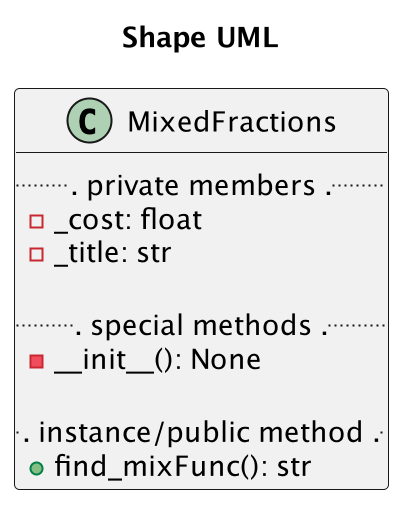 Shape UML
C MixedFractions
. private members .
_cost: float
_title: str
. special methods .
__init__(): None
. instance/public method .
find_mixFunc(): str